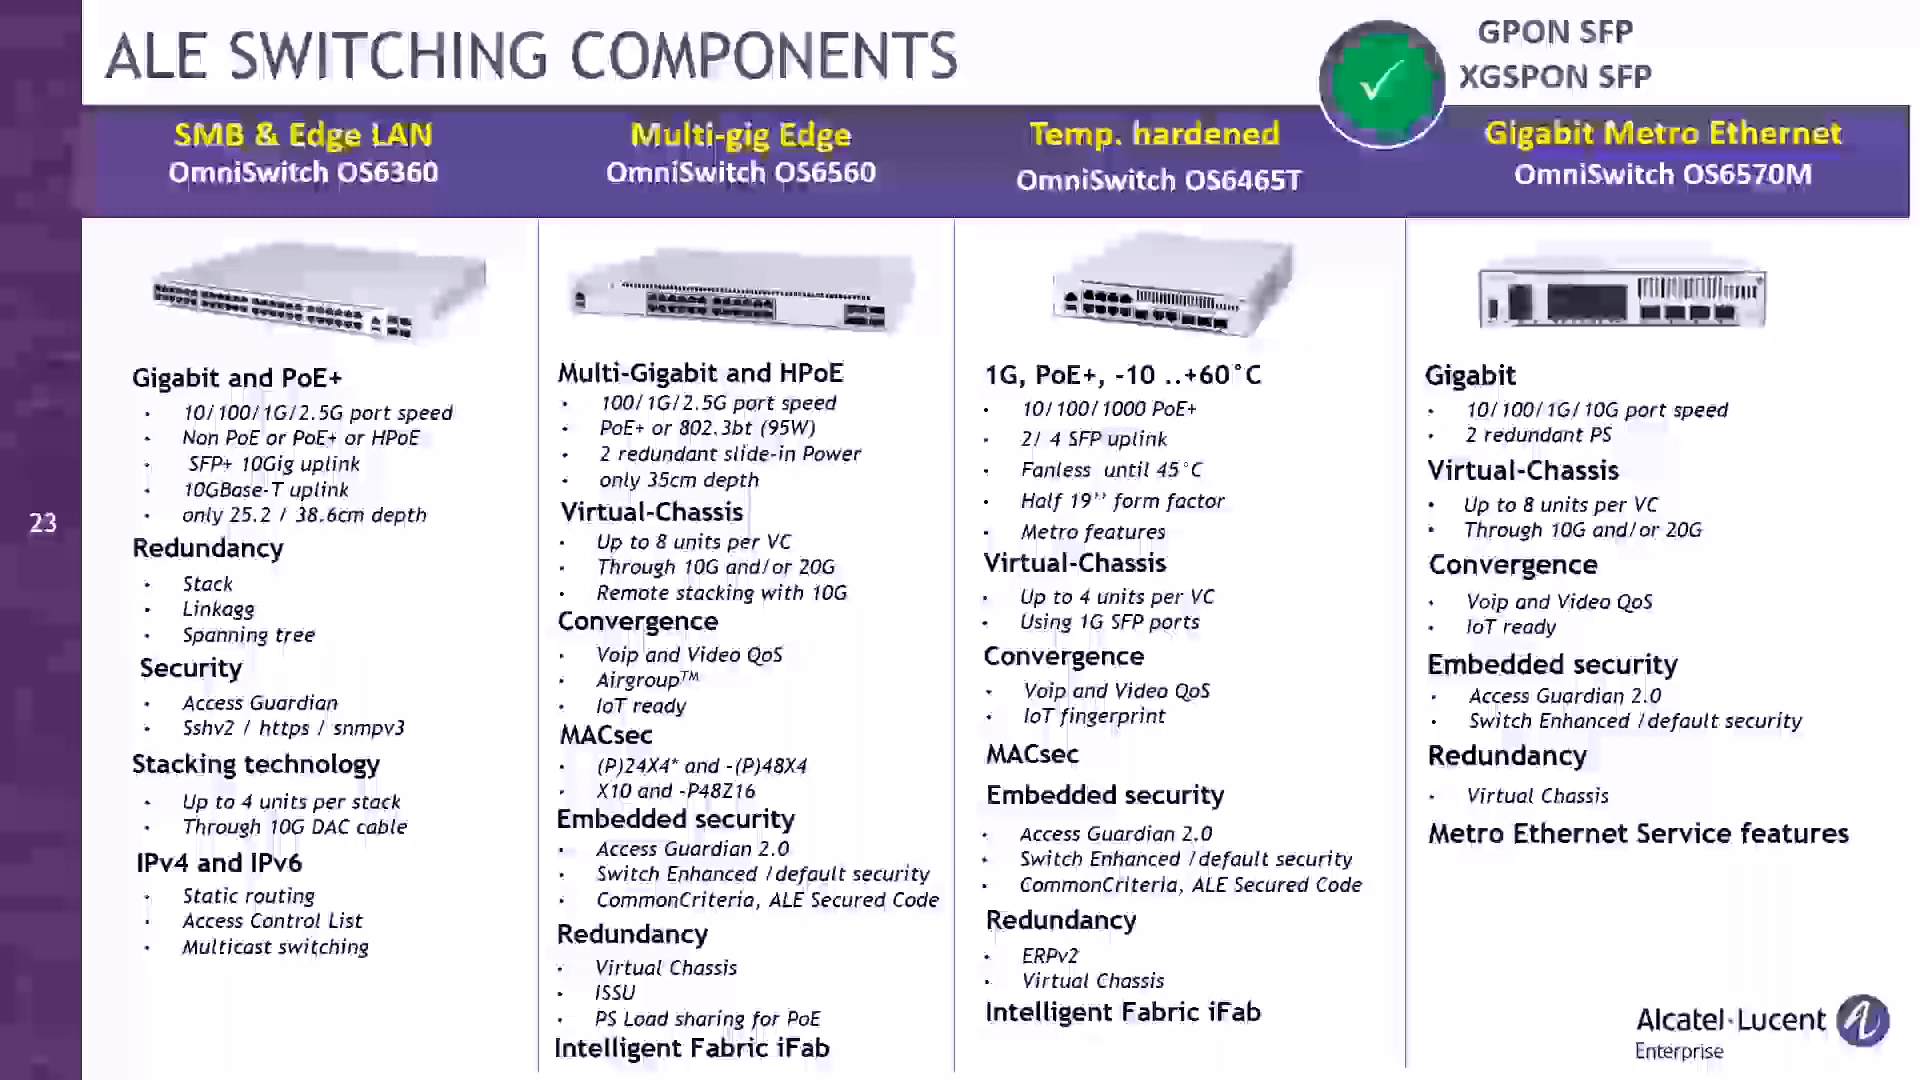 ALE SWITCHING COMPONENTS
GPON SFP
XGSPON SFP
SMB & Edge LAN
OmniSwitch OS6360
Multi-gig Edge
OmniSwitch OS6560
Temp. hardened
OmniSwitch OS6465T
Gigabit Metro Ethernet
OmniSwitch OS6570M
23
Gigabit and PoE+
• 10/100/1G/2.5G port speed
• Non PoE or PoE+ or HPoE
• SFP+ 10Gig uplink
• 10GBase-T uplink
• only 25.2 / 38.6cm depth
Redundancy
• Stack
• Linkagg
• Spanning tree
Security
• Access Guardian
• Sshv2 / https / snmpv3
Stacking technology
• Up to 4 units per stack
• Through 10G DAC cable
IPv4 and IPv6
• Static routing
• Access Control List
• Multicast switching
Multi-Gigabit and HPoE
• 100/1G/2.5G port speed
• PoE+ or 802.3bt (95W)
• 2 redundant slide-in Power
• only 35cm depth
Virtual-Chassis
• Up to 8 units per VC
• Through 10G and/or 20G
• Remote stacking with 10G
Convergence
• Voip and Video QoS
• Airgroup™
• IoT ready
MACsec
• (P)24X4* and -(P)48X4
• X10 and -P48Z16
Embedded security
• Access Guardian 2.0
• Switch Enhanced /default security
• CommonCriteria, ALE Secured Code
Redundancy
• Virtual Chassis
• ISSU
• PS Load sharing for PoE
Intelligent Fabric iFab
1G, PoE+, -10 ..+60°C
• 10/100/1000 PoE+
• 2/ 4 SFP uplink
• Fanless until 45°C
• Half 19’’ form factor
• Metro features
Virtual-Chassis
• Up to 4 units per VC
• Using 1G SFP ports
Convergence
• Voip and Video QoS
• IoT fingerprint
MACsec
Embedded security
• Access Guardian 2.0
• Switch Enhanced /default security
• CommonCriteria, ALE Secured Code
Redundancy
• ERPv2
• Virtual Chassis
Intelligent Fabric iFab
Gigabit
• 10/100/1G/10G port speed
• 2 redundant PS
Virtual-Chassis
• Up to 8 units per VC
• Through 10G and/or 20G
Convergence
• Voip and Video QoS
• IoT ready
Embedded security
• Access Guardian 2.0
• Switch Enhanced /default security
Redundancy
• Virtual Chassis
Metro Ethernet Service features
Alcatel·Lucent
Enterprise